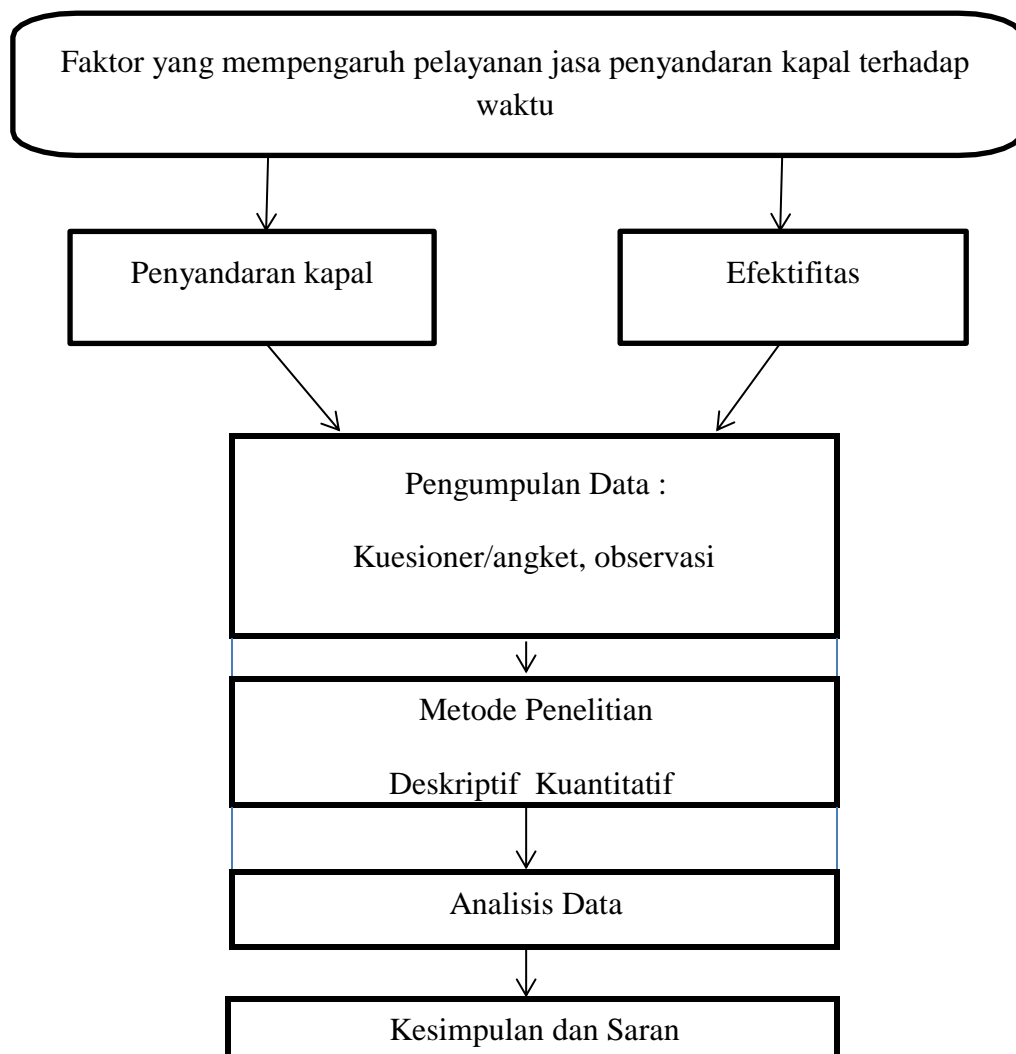 Faktor yang mempengaruh pelayanan jasa penyandaran kapal terhadap
waktu
Penyandaran kapal
Efektifitas
Pengumpulan Data :
Kuesioner/angket, observasi
Metode Penelitian
Deskriptif Kuantitatif
Analisis Data
Kesimpulan dan Saran